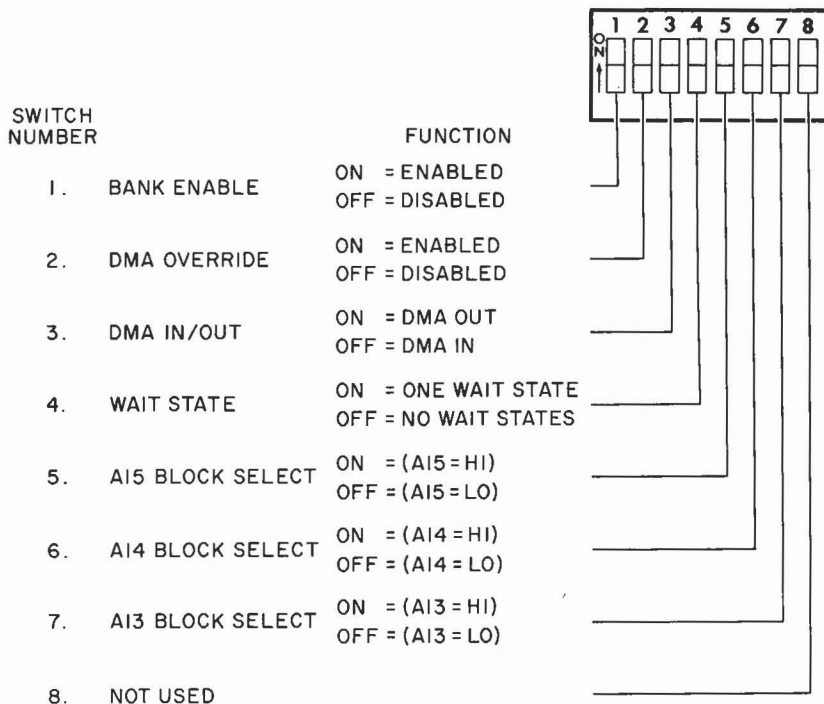 1 2 3 4 5 6 7 8
ON
SWITCH
NUMBER
FUNCTION
1. BANK ENABLE
ON = ENABLED
OFF = DISABLED
2. DMA OVERRIDE
ON = ENABLED
OFF = DISABLED
3. DMA IN/OUT
ON = DMA OUT
OFF = DMA IN
4. WAIT STATE
ON = ONE WAIT STATE
OFF = NO WAIT STATES
5. A15 BLOCK SELECT
ON = (A15 = HI)
OFF = (A15 = LO)
6. A14 BLOCK SELECT
ON = (A14 = HI)
OFF = (A14 = LO)
7. A13 BLOCK SELECT
ON = (A13 = HI)
OFF = (A13 = LO)
8. NOT USED